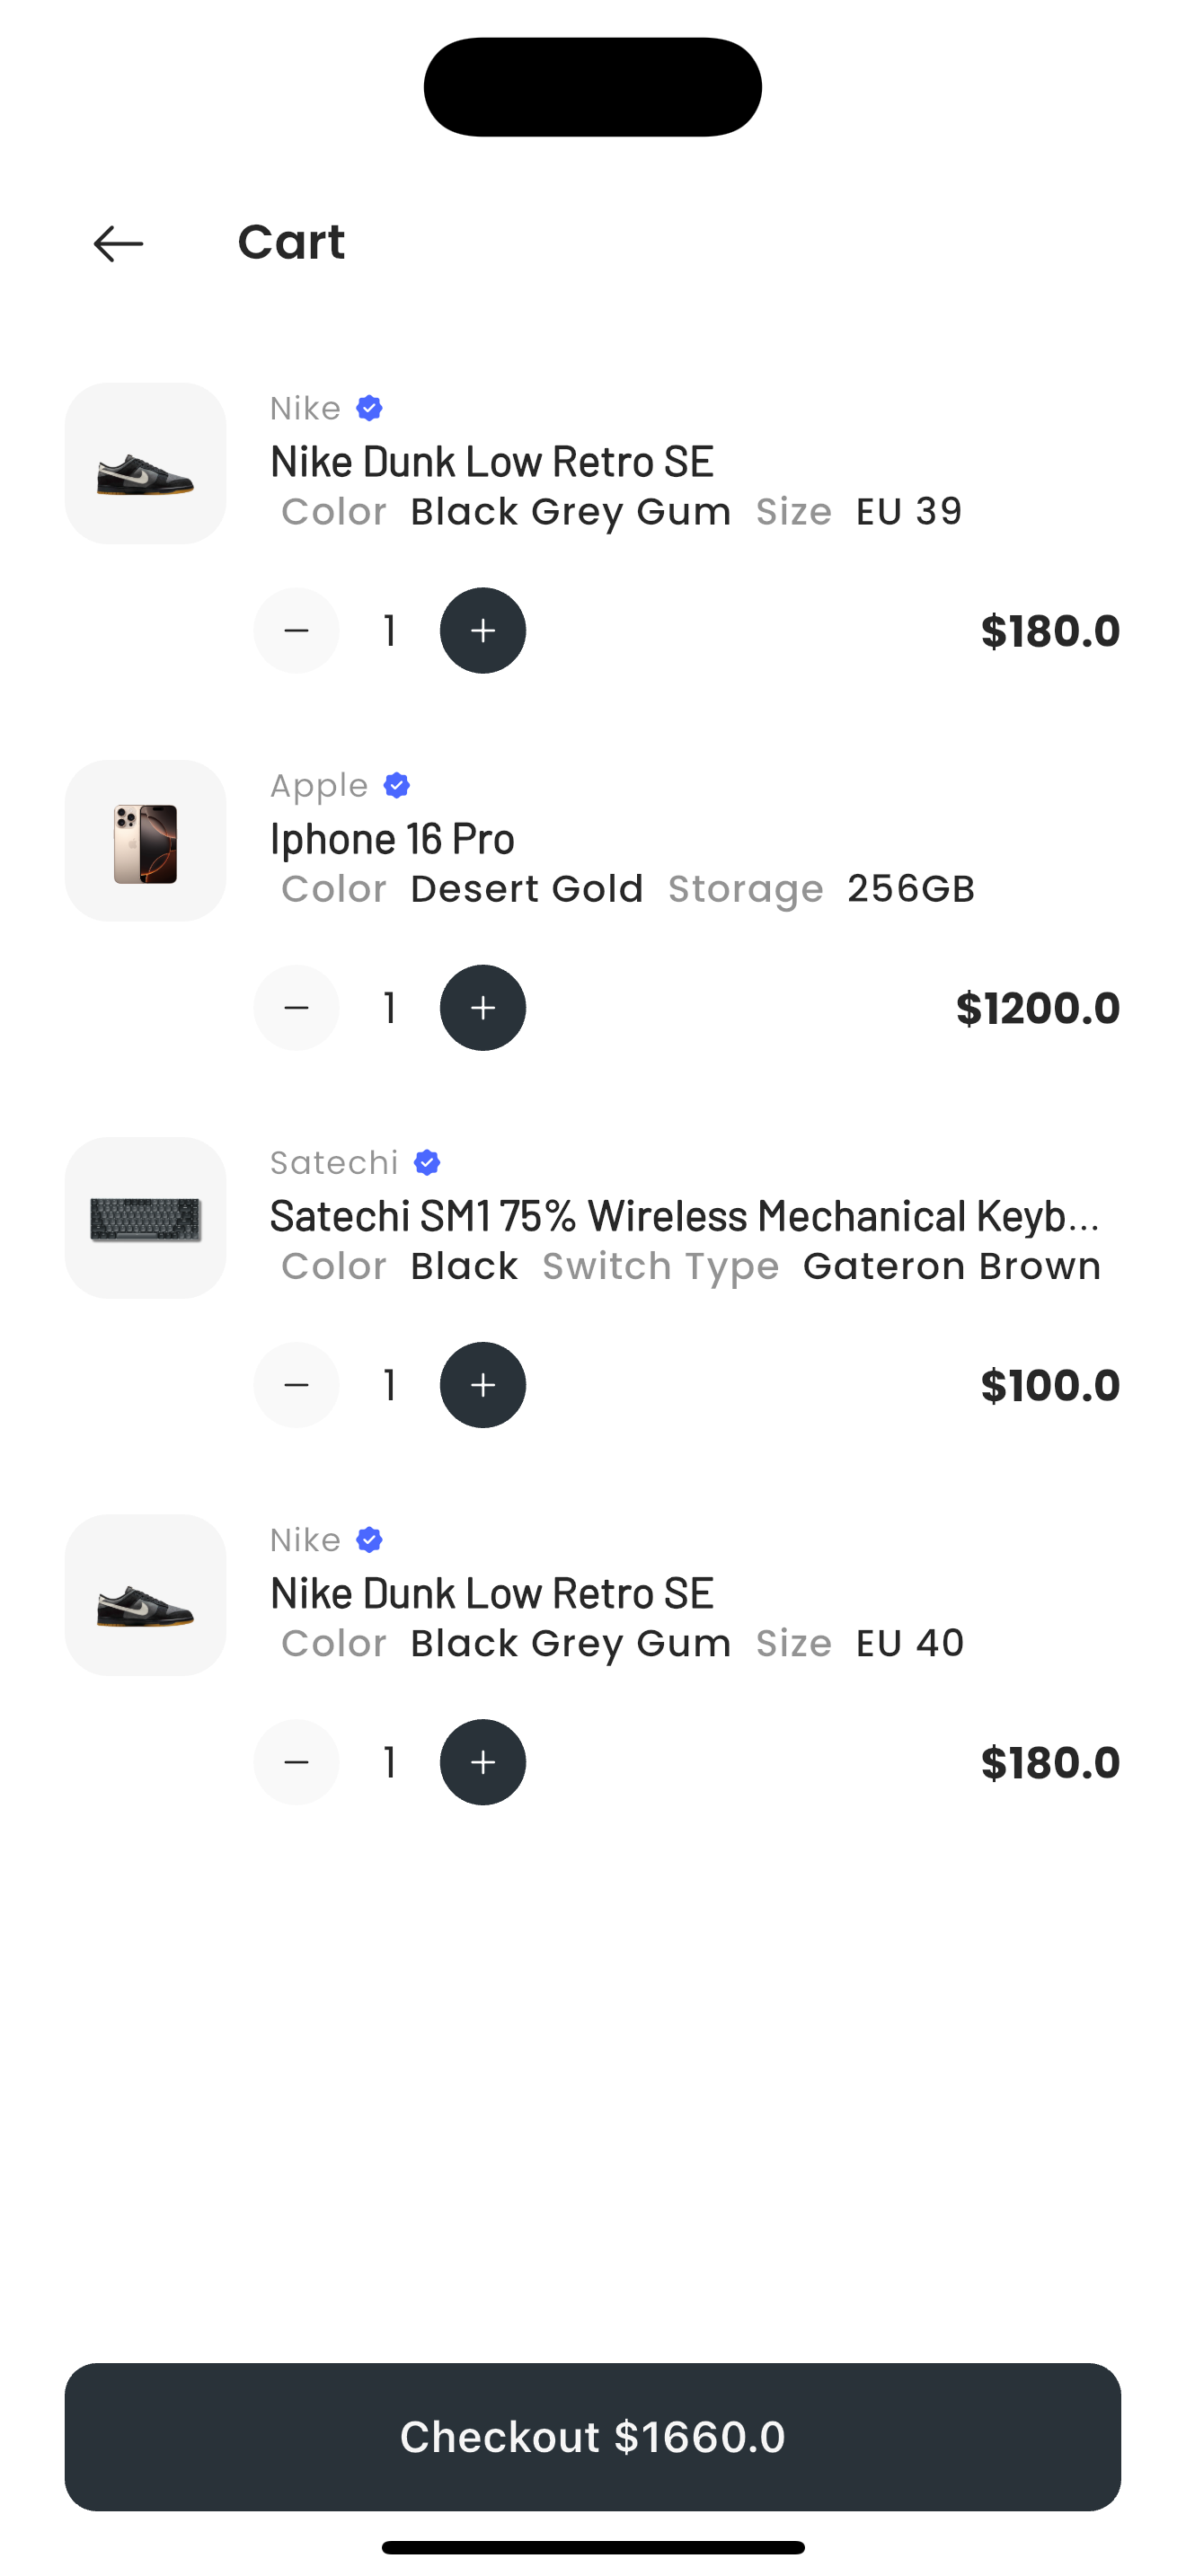 Cart
Nike
Nike Dunk Low Retro SE
Color Black Grey Gum Size EU 39
1 $180.0
Apple
Iphone 16 Pro
Color Desert Gold Storage 256GB
1 $1200.0
Satechi
Satechi SM1 75% Wireless Mechanical Keyb...
Color Black Switch Type Gateron Brown
1 $100.0
Nike
Nike Dunk Low Retro SE
Color Black Grey Gum Size EU 40
1 $180.0
Checkout $1660.0